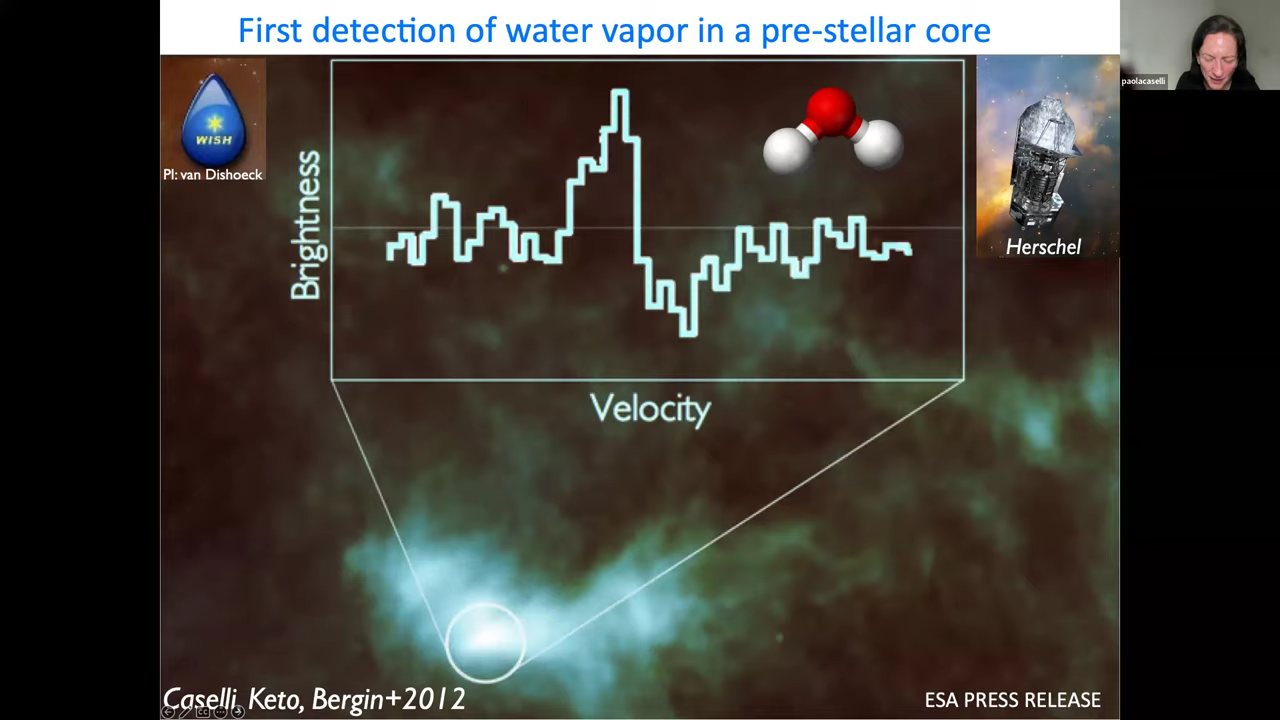 First detection of water vapor in a pre-stellar core
paolacaselli
WISH
PI: van Dishoeck
Brightness
Herschel
Velocity
Caselli, Keto, Bergin+2012
ESA PRESS RELEASE
CC